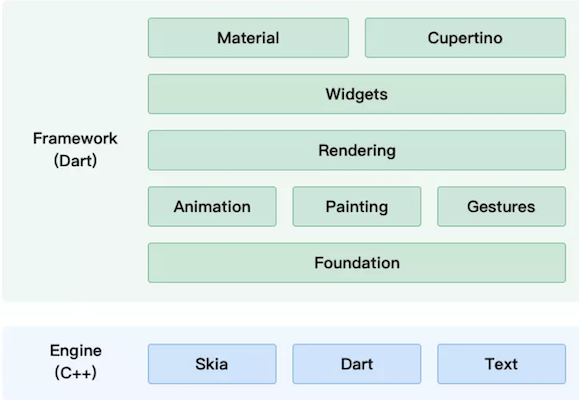 Material Cupertino
Widgets
Framework
(Dart)
Rendering
Animation Painting Gestures
Foundation
Engine
(C++)
Skia Dart Text